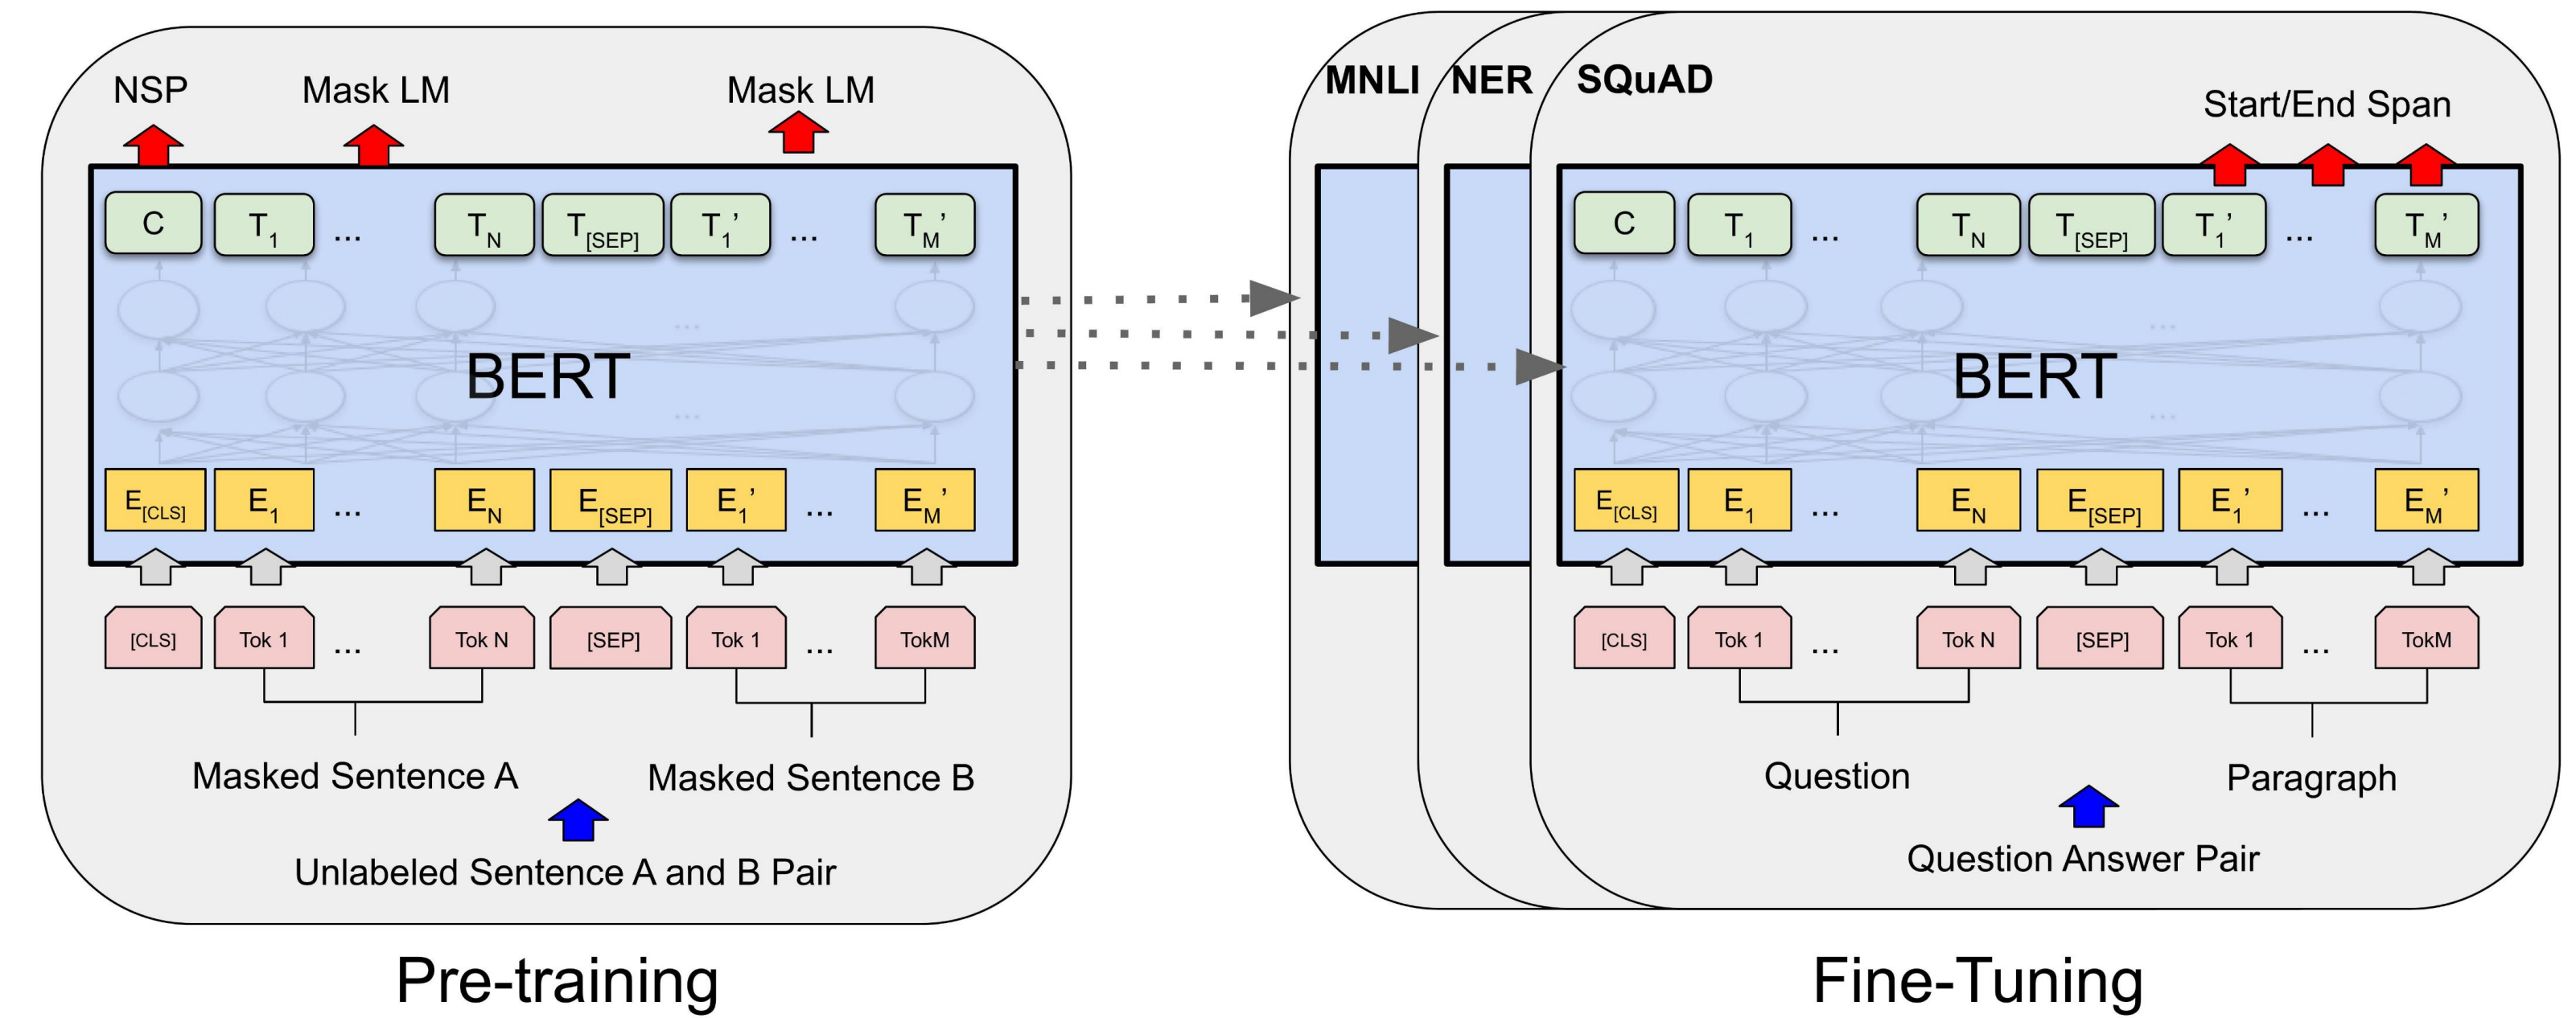 NSP Mask LM Mask LM
C T1 ... TN T[SEP] T1’ ... TM’
...
BERT
...
E[CLS] E1 ... EN E[SEP] E1’ ... EM’
[CLS] Tok 1 ... Tok N [SEP] Tok 1 ... TokM
Masked Sentence A Masked Sentence B
Unlabeled Sentence A and B Pair
Pre-training
MNLI NER SQuAD
Start/End Span
C T1 ... TN T[SEP] T1’ ... TM’
...
BERT
...
E[CLS] E1 ... EN E[SEP] E1’ ... EM’
[CLS] Tok 1 ... Tok N [SEP] Tok 1 ... TokM
Question Paragraph
Question Answer Pair
Fine-Tuning